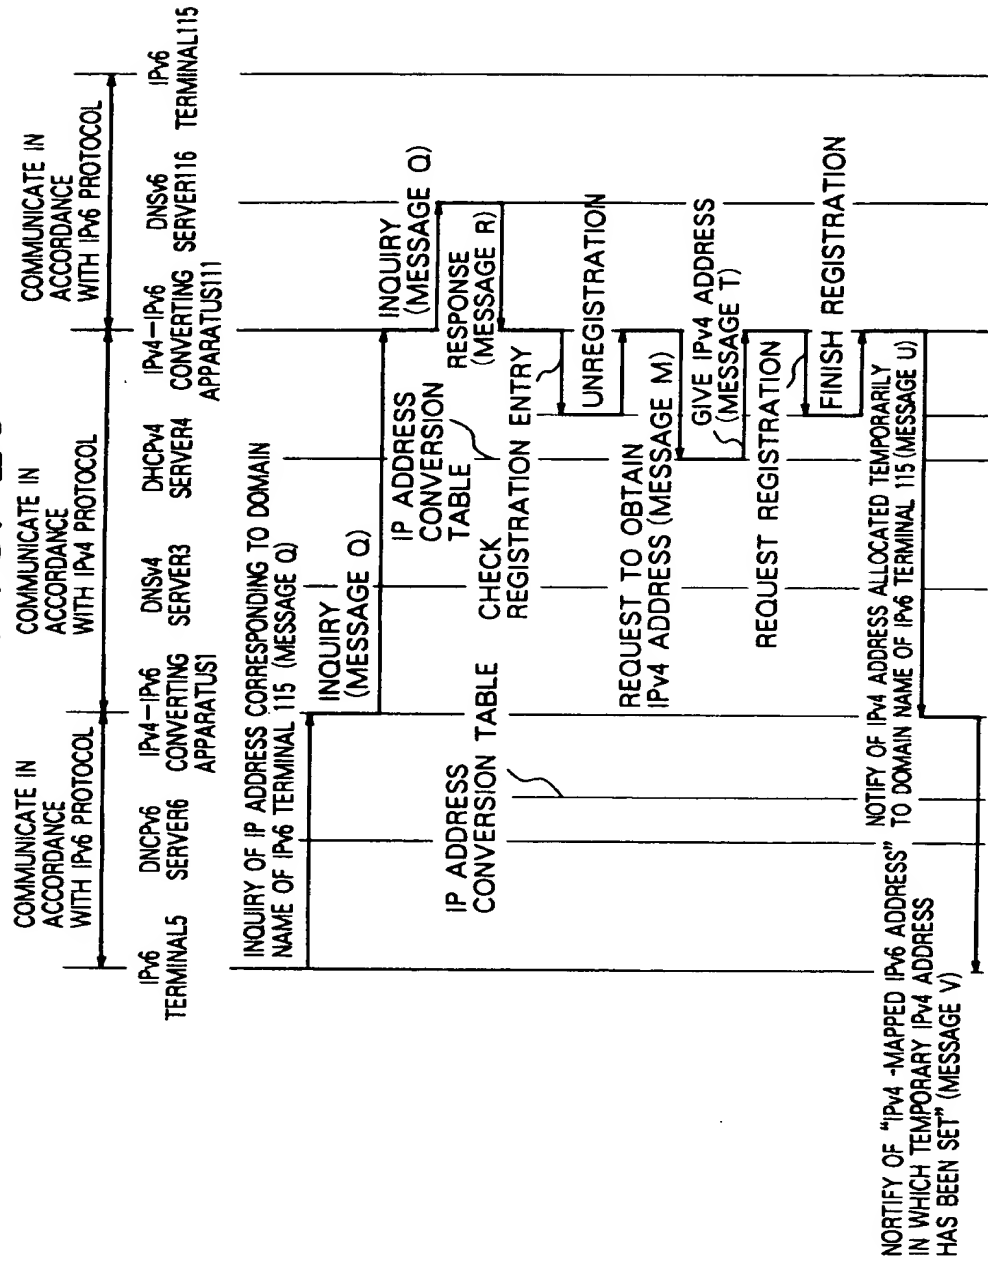 COMMUNICATE IN
ACCORDANCE
WITH IPv6 PROTOCOL
COMMUNICATE IN
ACCORDANCE
WITH IPv4 PROTOCOL
COMMUNICATE IN
ACCORDANCE
WITH IPv6 PROTOCOL
IPv6
TERMINAL5
DNCPv6
SERVER6
IPv4-IPv6
CONVERTING
APPARATUS1
DNSv4
SERVER3
DHCPv4
SERVER4
IPv4-IPv6
CONVERTING
APPARATUS111
DNSv6
SERVER116
IPv6
TERMINAL115
INQUIRY OF IP ADDRESS CORRESPONDING TO DOMAIN
NAME OF IPv6 TERMINAL 115 (MESSAGE Q)
INQUIRY
(MESSAGE Q)
INQUIRY
(MESSAGE Q)
IP ADDRESS
CONVERSION
TABLE
RESPONSE
(MESSAGE R)
IP ADDRESS
CONVERSION TABLE
CHECK
REGISTRATION ENTRY
UNREGISTRATION
REQUEST TO OBTAIN
IPv4 ADDRESS (MESSAGE M)
GIVE IPv4 ADDRESS
(MESSAGE T)
REQUEST REGISTRATION
FINISH REGISTRATION
NOTIFY OF IPv4 ADDRESS ALLOCATED TEMPORARILY
TO DOMAIN NAME OF IPv6 TERMINAL 115 (MESSAGE U)
NORTIFY OF "IPv4 -MAPPED IPv6 ADDRESS"
IN WHICH TEMPORARY IPv4 ADDRESS
HAS BEEN SET" (MESSAGE V)